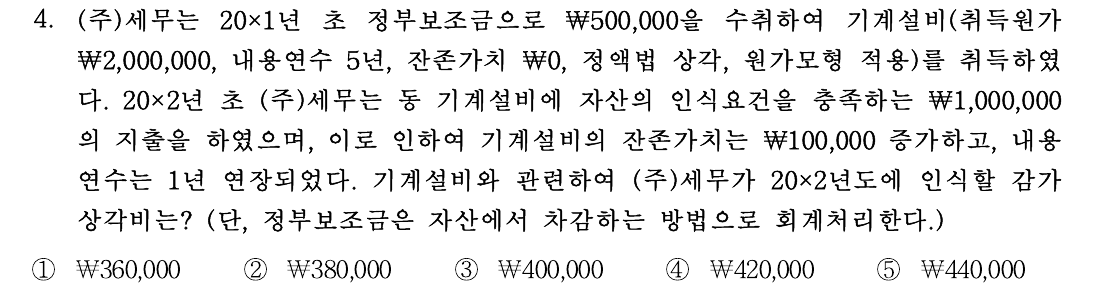 4. (주)세무는 20×1년 초 정부보조금으로 ₩500,000을 수취하여 기계설비(취득원가
₩2,000,000, 내용연수 5년, 잔존가치 ₩0, 정액법 상각, 원가모형 적용)를 취득하였
다. 20×2년 초 (주)세무는 동 기계설비에 자산의 인식요건을 충족하는 ₩1,000,000
의 지출을 하였으며, 이로 인하여 기계설비의 잔존가치는 ₩100,000 증가하고, 내용
연수는 1년 연장되었다. 기계설비와 관련하여 (주)세무가 20×2년도에 인식할 감가
상각비는? (단, 정부보조금은 자산에서 차감하는 방법으로 회계처리한다.)
① ₩360,000 ② ₩380,000 ③ ₩400,000 ④ ₩420,000 ⑤ ₩440,000